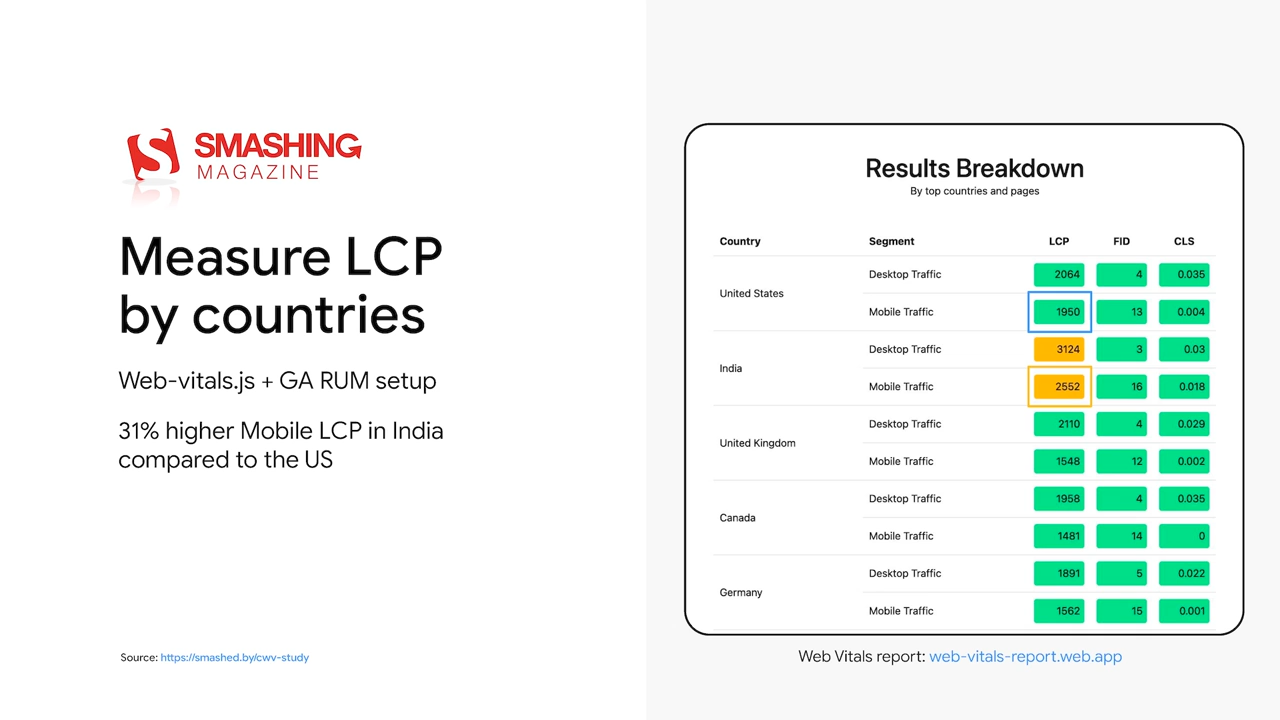 SMASHING
MAGAZINE
Measure LCP
by countries
Web-vitals.js + GA RUM setup
31% higher Mobile LCP in India
compared to the US
Source: https://smashed.by/cwv-study
Results Breakdown
By top countries and pages
Country Segment LCP FID CLS
United States
Desktop Traffic 2064 4 0.035
Mobile Traffic 1950 13 0.004
India
Desktop Traffic 3124 3 0.03
Mobile Traffic 2552 16 0.018
United Kingdom
Desktop Traffic 2110 4 0.029
Mobile Traffic 1548 12 0.002
Canada
Desktop Traffic 1958 4 0.035
Mobile Traffic 1481 14 0
Germany
Desktop Traffic 1891 5 0.022
Mobile Traffic 1562 15 0.001
Web Vitals report: web-vitals-report.web.app